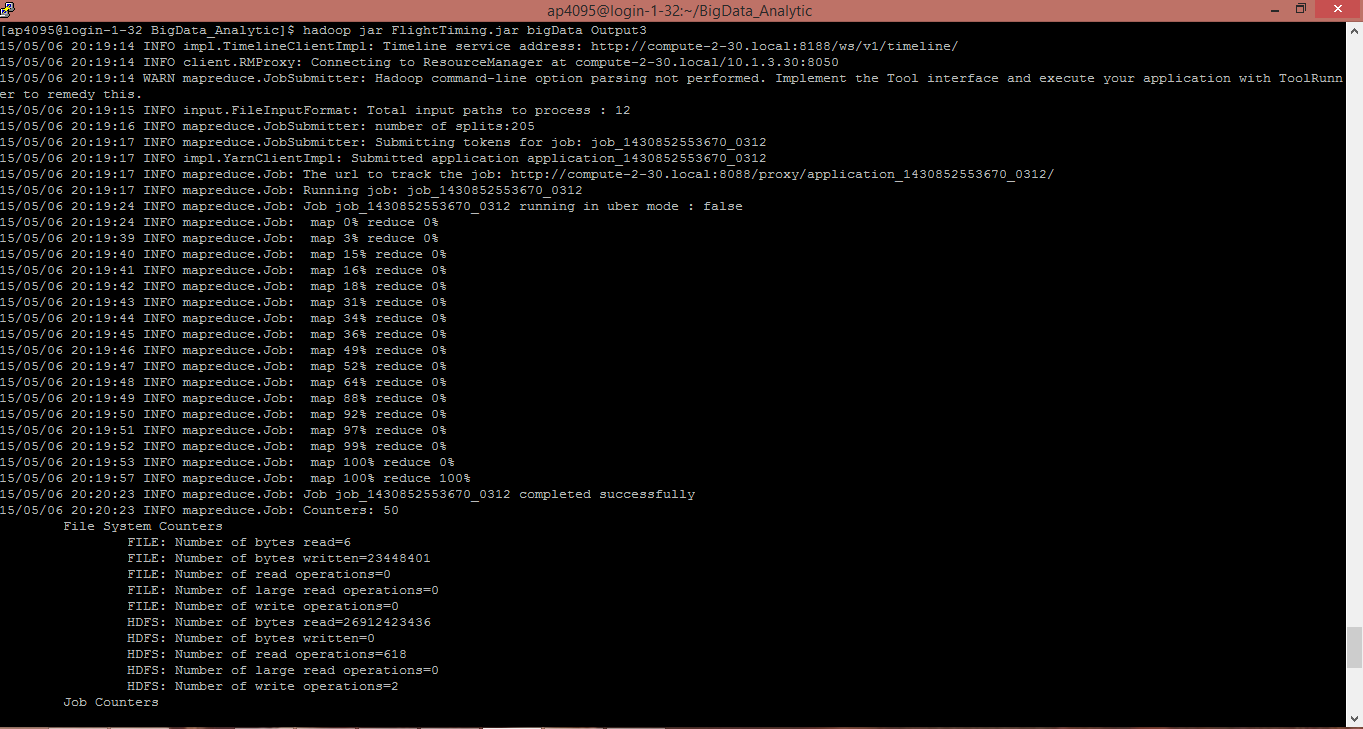 ap4095@login-1-32:~/BigData_Analytic
[ap4095@login-1-32 BigData_Analytic]$ hadoop jar FlightTiming.jar bigData Output3
15/05/06 20:19:14 INFO impl.TimelineClientImpl: Timeline service address: http://compute-2-30.local:8188/ws/v1/timeline/
15/05/06 20:19:14 INFO client.RMProxy: Connecting to ResourceManager at compute-2-30.local/10.1.3.30:8050
15/05/06 20:19:14 WARN mapreduce.JobSubmitter: Hadoop command-line option parsing not performed. Implement the Tool interface and execute your application with ToolRunn
er to remedy this.
15/05/06 20:19:15 INFO input.FileInputFormat: Total input paths to process : 12
15/05/06 20:19:16 INFO mapreduce.JobSubmitter: number of splits:205
15/05/06 20:19:17 INFO mapreduce.JobSubmitter: Submitting tokens for job: job_1430852553670_0312
15/05/06 20:19:17 INFO impl.YarnClientImpl: Submitted application application_1430852553670_0312
15/05/06 20:19:17 INFO mapreduce.Job: The url to track the job: http://compute-2-30.local:8088/proxy/application_1430852553670_0312/
15/05/06 20:19:17 INFO mapreduce.Job: Running job: job_1430852553670_0312
15/05/06 20:19:24 INFO mapreduce.Job: Job job_1430852553670_0312 running in uber mode : false
15/05/06 20:19:24 INFO mapreduce.Job:  map 0% reduce 0%
15/05/06 20:19:39 INFO mapreduce.Job:  map 3% reduce 0%
15/05/06 20:19:40 INFO mapreduce.Job:  map 15% reduce 0%
15/05/06 20:19:41 INFO mapreduce.Job:  map 16% reduce 0%
15/05/06 20:19:42 INFO mapreduce.Job:  map 18% reduce 0%
15/05/06 20:19:43 INFO mapreduce.Job:  map 31% reduce 0%
15/05/06 20:19:44 INFO mapreduce.Job:  map 34% reduce 0%
15/05/06 20:19:45 INFO mapreduce.Job:  map 36% reduce 0%
15/05/06 20:19:46 INFO mapreduce.Job:  map 49% reduce 0%
15/05/06 20:19:47 INFO mapreduce.Job:  map 52% reduce 0%
15/05/06 20:19:48 INFO mapreduce.Job:  map 64% reduce 0%
15/05/06 20:19:49 INFO mapreduce.Job:  map 88% reduce 0%
15/05/06 20:19:50 INFO mapreduce.Job:  map 92% reduce 0%
15/05/06 20:19:51 INFO mapreduce.Job:  map 97% reduce 0%
15/05/06 20:19:52 INFO mapreduce.Job:  map 99% reduce 0%
15/05/06 20:19:53 INFO mapreduce.Job:  map 100% reduce 0%
15/05/06 20:19:57 INFO mapreduce.Job:  map 100% reduce 100%
15/05/06 20:20:23 INFO mapreduce.Job: Job job_1430852553670_0312 completed successfully
15/05/06 20:20:23 INFO mapreduce.Job: Counters: 50
File System Counters
FILE: Number of bytes read=6
FILE: Number of bytes written=23448401
FILE: Number of read operations=0
FILE: Number of large read operations=0
FILE: Number of write operations=0
HDFS: Number of bytes read=26912423436
HDFS: Number of bytes written=0
HDFS: Number of read operations=618
HDFS: Number of large read operations=0
HDFS: Number of write operations=2
Job Counters